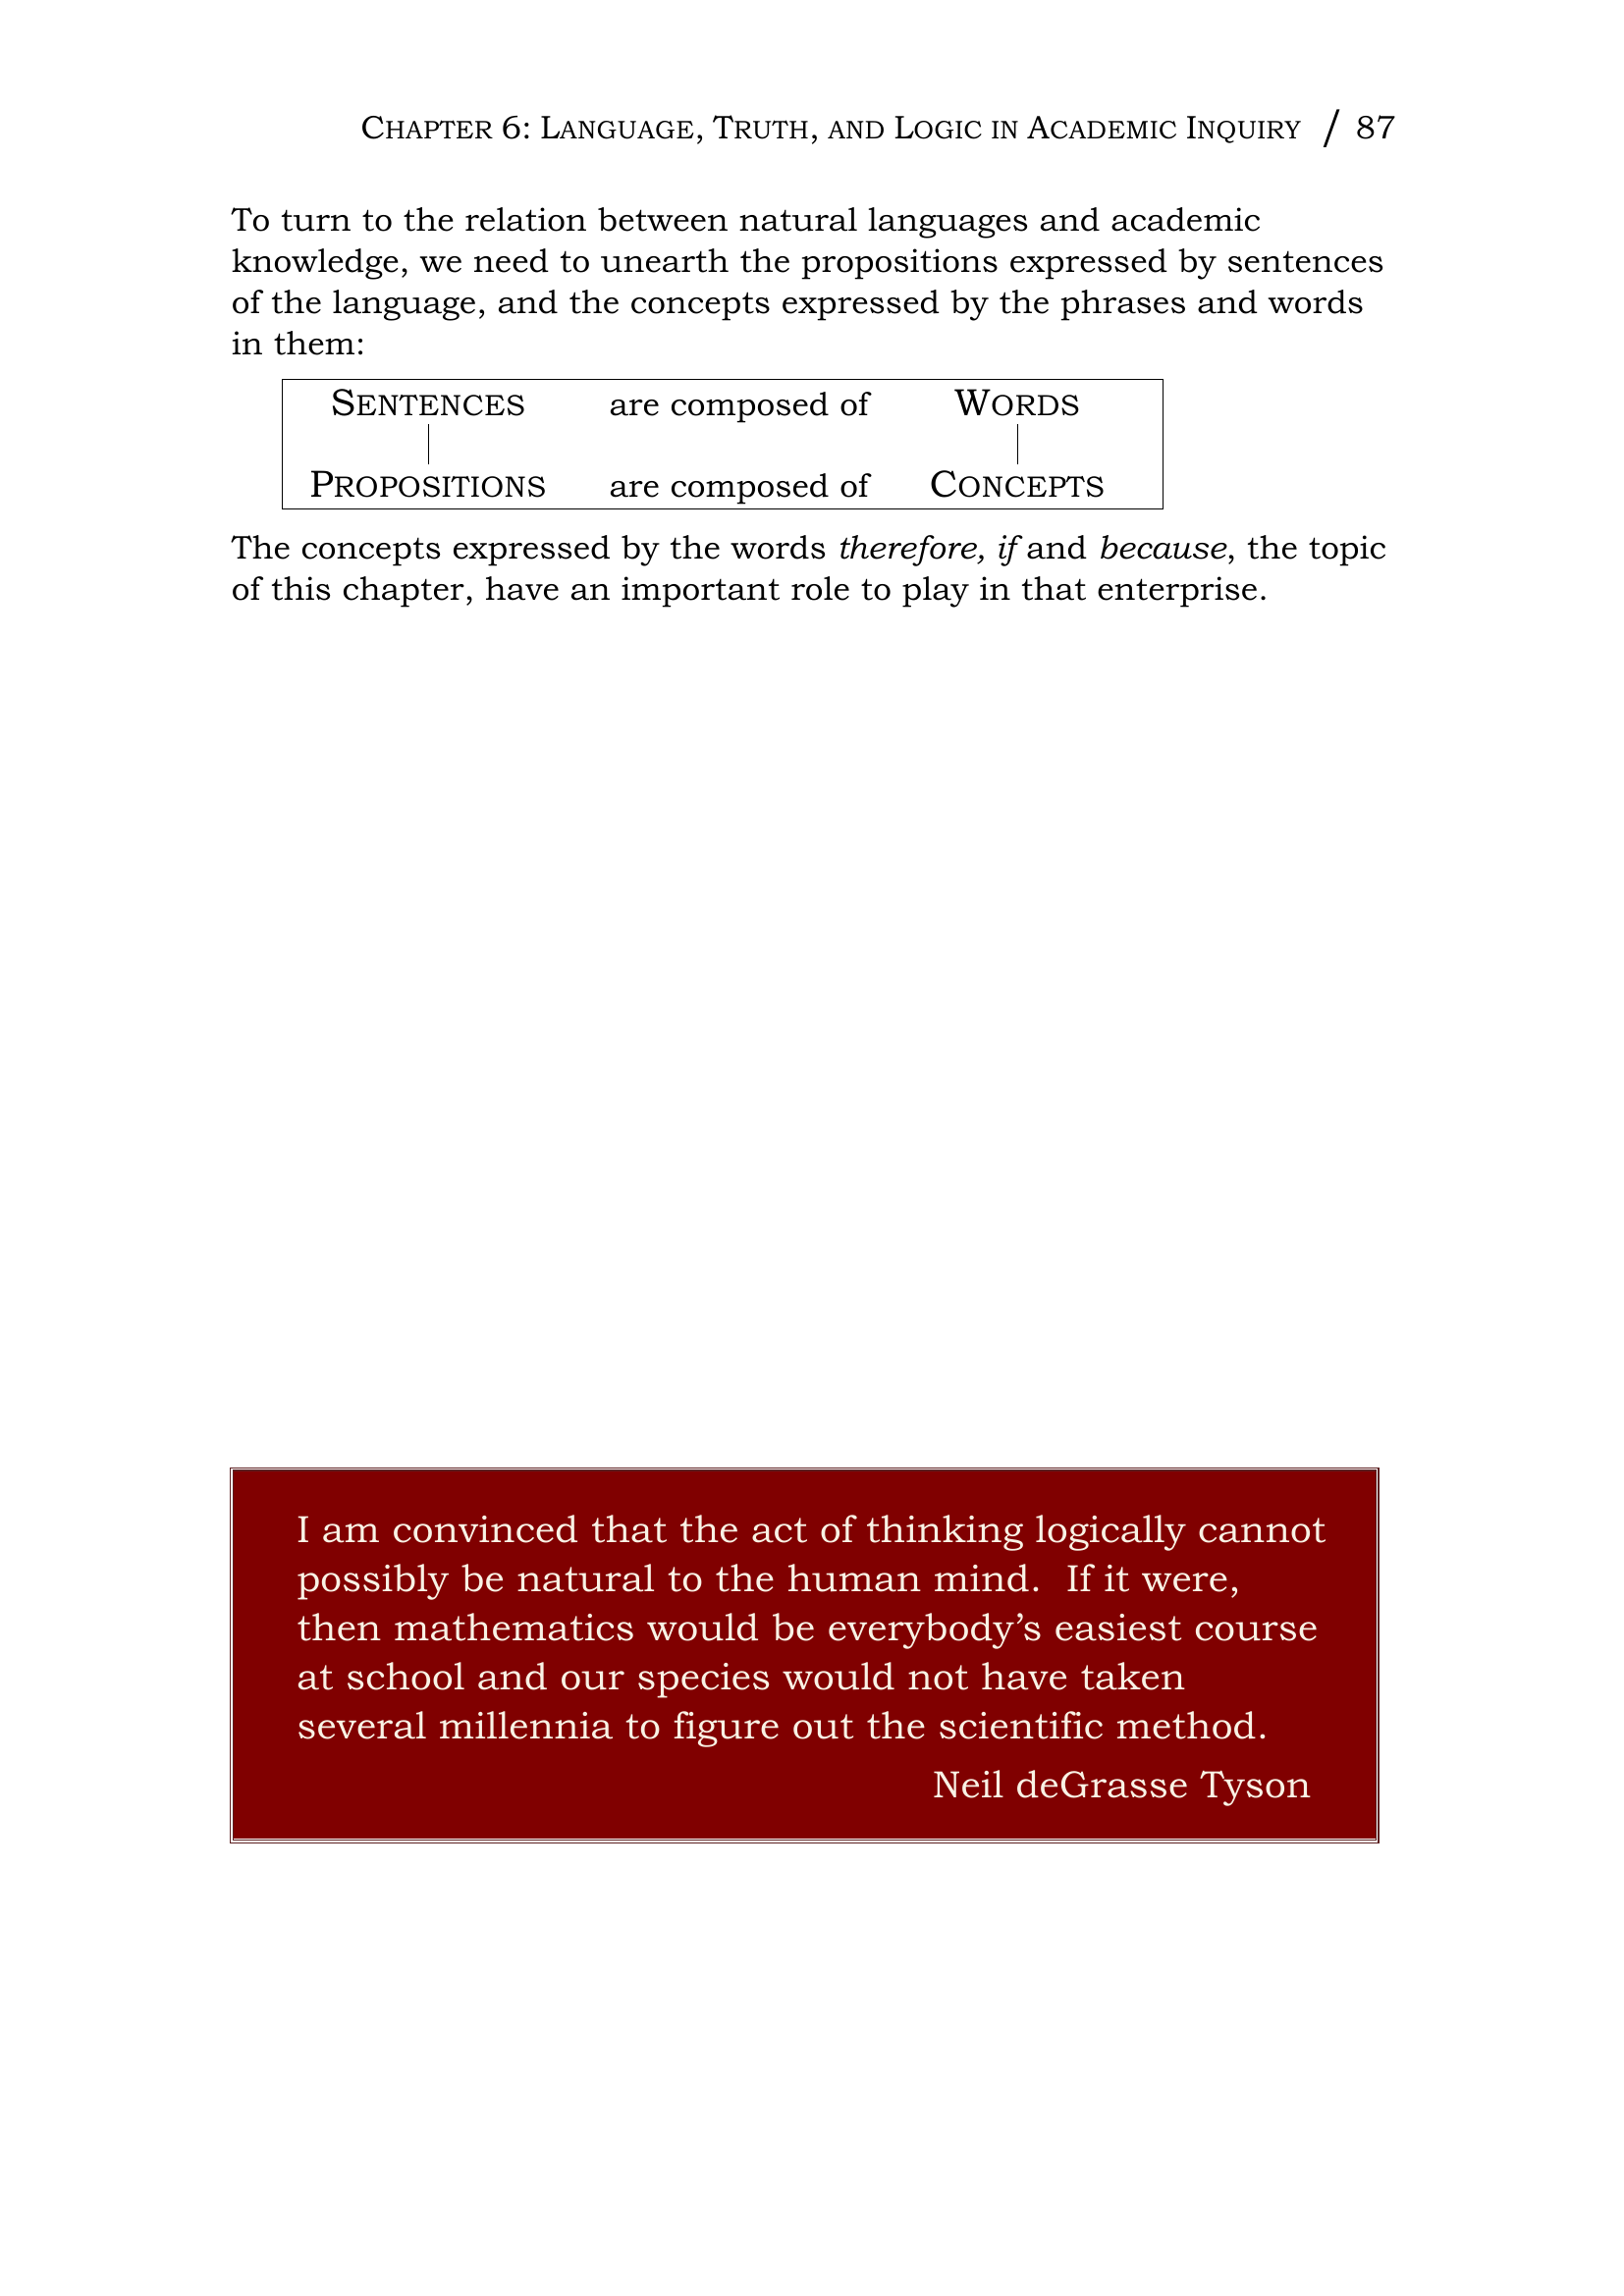 CHAPTER 6: LANGUAGE, TRUTH, AND LOGIC IN ACADEMIC INQUIRY / 87
To turn to the relation between natural languages and academic
knowledge, we need to unearth the propositions expressed by sentences
of the language, and the concepts expressed by the phrases and words
in them:
SENTENCES are composed of WORDS
PROPOSITIONS are composed of CONCEPTS
The concepts expressed by the words therefore, if and because, the topic
of this chapter, have an important role to play in that enterprise.
I am convinced that the act of thinking logically cannot
possibly be natural to the human mind.  If it were,
then mathematics would be everybody’s easiest course
at school and our species would not have taken
several millennia to figure out the scientific method.
Neil deGrasse Tyson